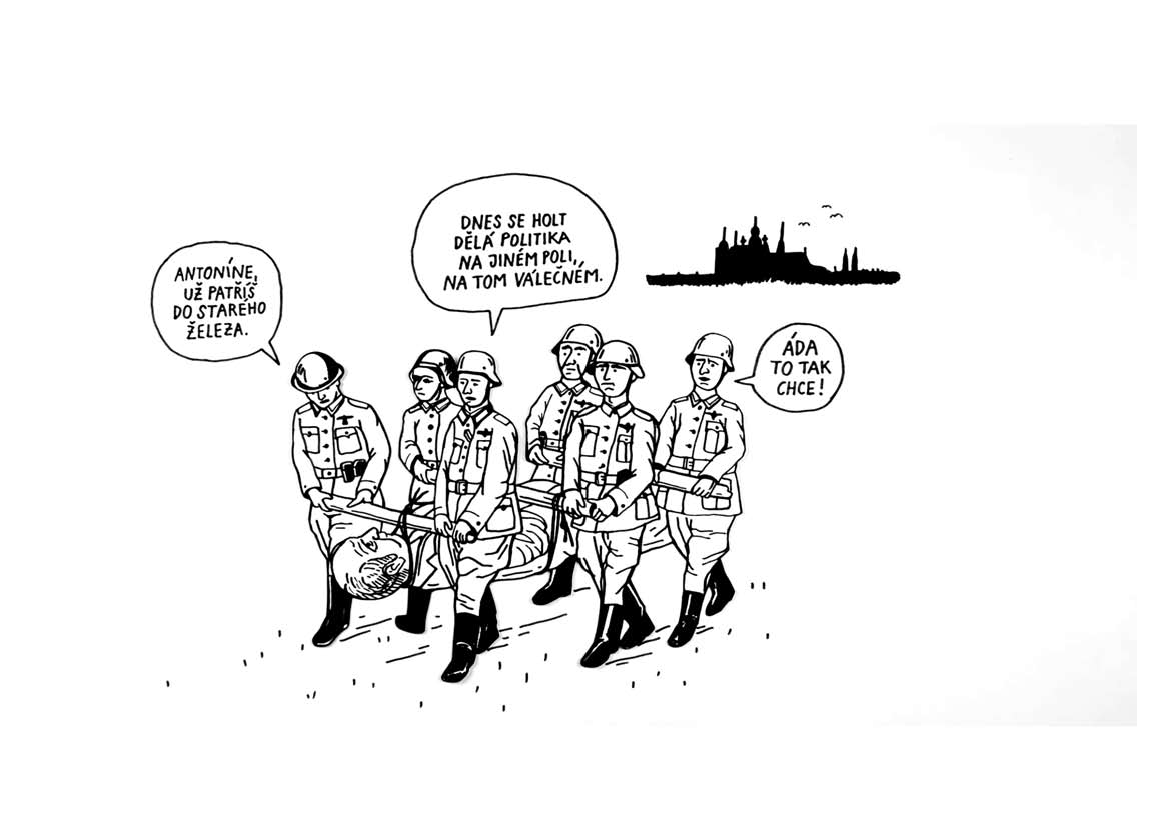 ANTONÍNE,
UŽ PATŘÍŠ
DO STARÉHO
ŽELEZA.
DNES SE HOLT
DĚLÁ POLITIKA
NA JINÉM POLI,
NA TOM VÁLEČNÉM.
ÁDA
TO TAK
CHCE!